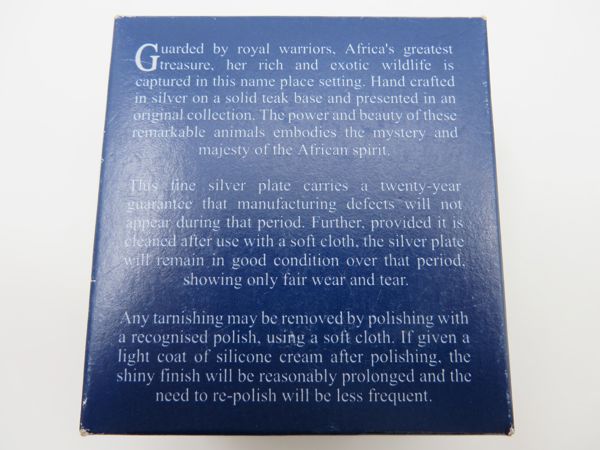 Guarded by royal warriors, Africa's greatest
treasure, her rich and exotic wildlife is
captured in this name place setting. Hand crafted
in silver on a solid teak base and presented in an
original collection. The power and beauty of these
remarkable animals embodies the mystery and
majesty of the African spirit.
This fine silver plate carries a twenty-year
guarantee that manufacturing defects will not
appear during that period. Further, provided it is
cleaned after use with a soft cloth, the silver plate
will remain in good condition over that period,
showing only fair wear and tear.
Any tarnishing may be removed by polishing with
a recognised polish, using a soft cloth. If given a
light coat of silicone cream after polishing, the
shiny finish will be reasonably prolonged and the
need to re-polish will be less frequent.